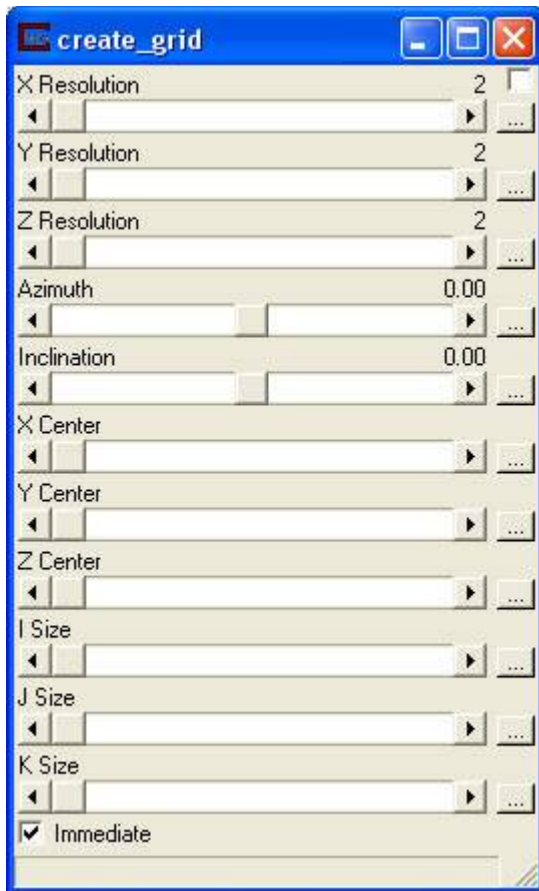 create_grid
X Resolution 2
...
Y Resolution 2
...
Z Resolution 2
...
Azimuth 0.00
...
Inclination 0.00
...
X Center
...
Y Center
...
Z Center
...
I Size
...
J Size
...
K Size
...
Immediate